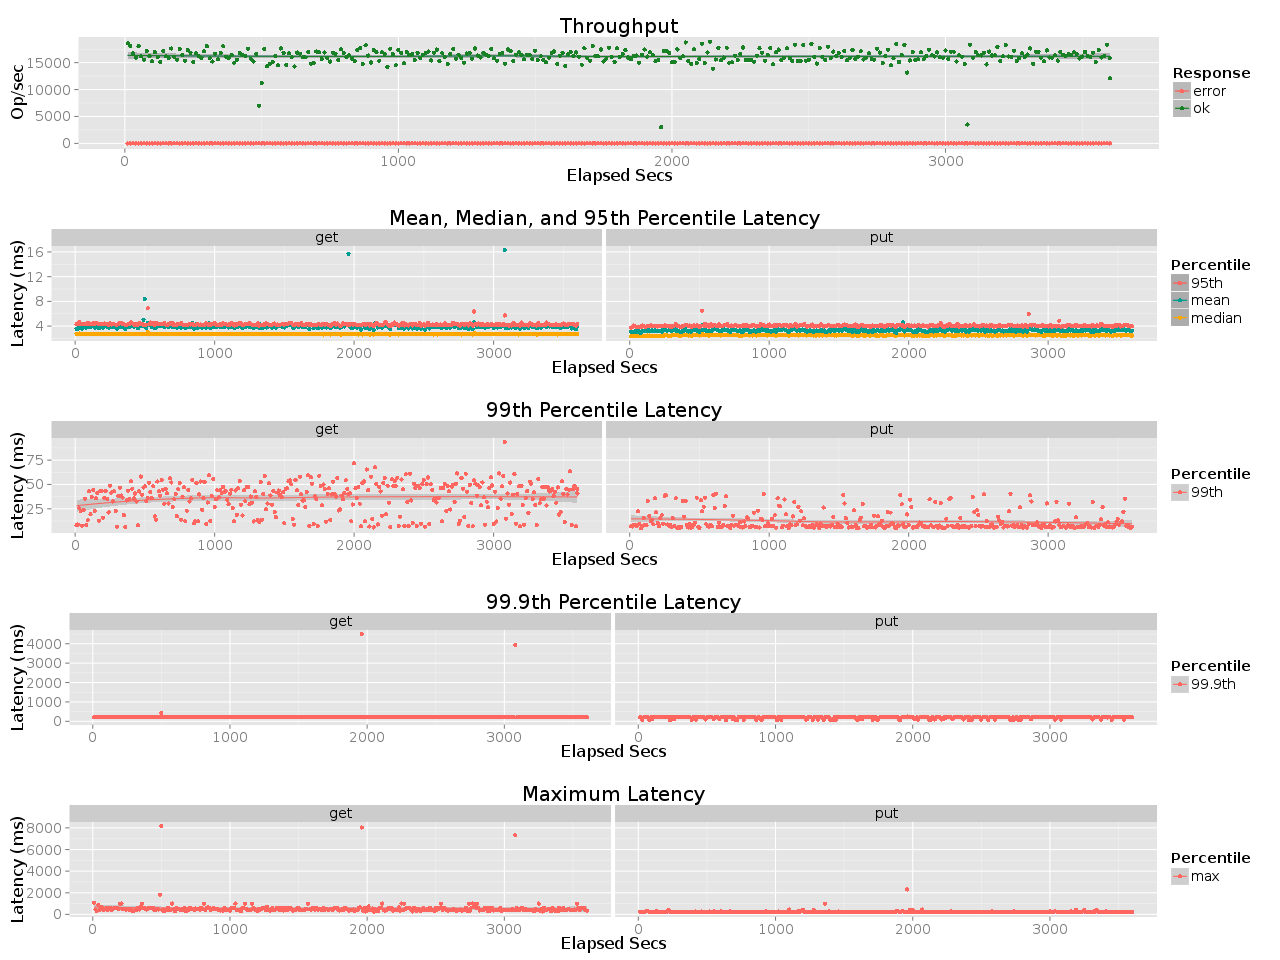 Throughput
Op/sec
15000
10000
5000
0
0 1000 2000 3000
Elapsed Secs
Response
error
ok
Mean, Median, and 95th Percentile Latency
get put
Latency (ms)
16
12
8
4
0 1000 2000 3000 0 1000 2000 3000
Elapsed Secs
Percentile
95th
mean
median
99th Percentile Latency
get put
Latency (ms)
75
50
25
0 1000 2000 3000 0 1000 2000 3000
Elapsed Secs
Percentile
99th
99.9th Percentile Latency
get put
Latency (ms)
4000
3000
2000
1000
0
0 1000 2000 3000 0 1000 2000 3000
Elapsed Secs
Percentile
99.9th
Maximum Latency
get put
Latency (ms)
8000
6000
4000
2000
0
0 1000 2000 3000 0 1000 2000 3000
Elapsed Secs
Percentile
max